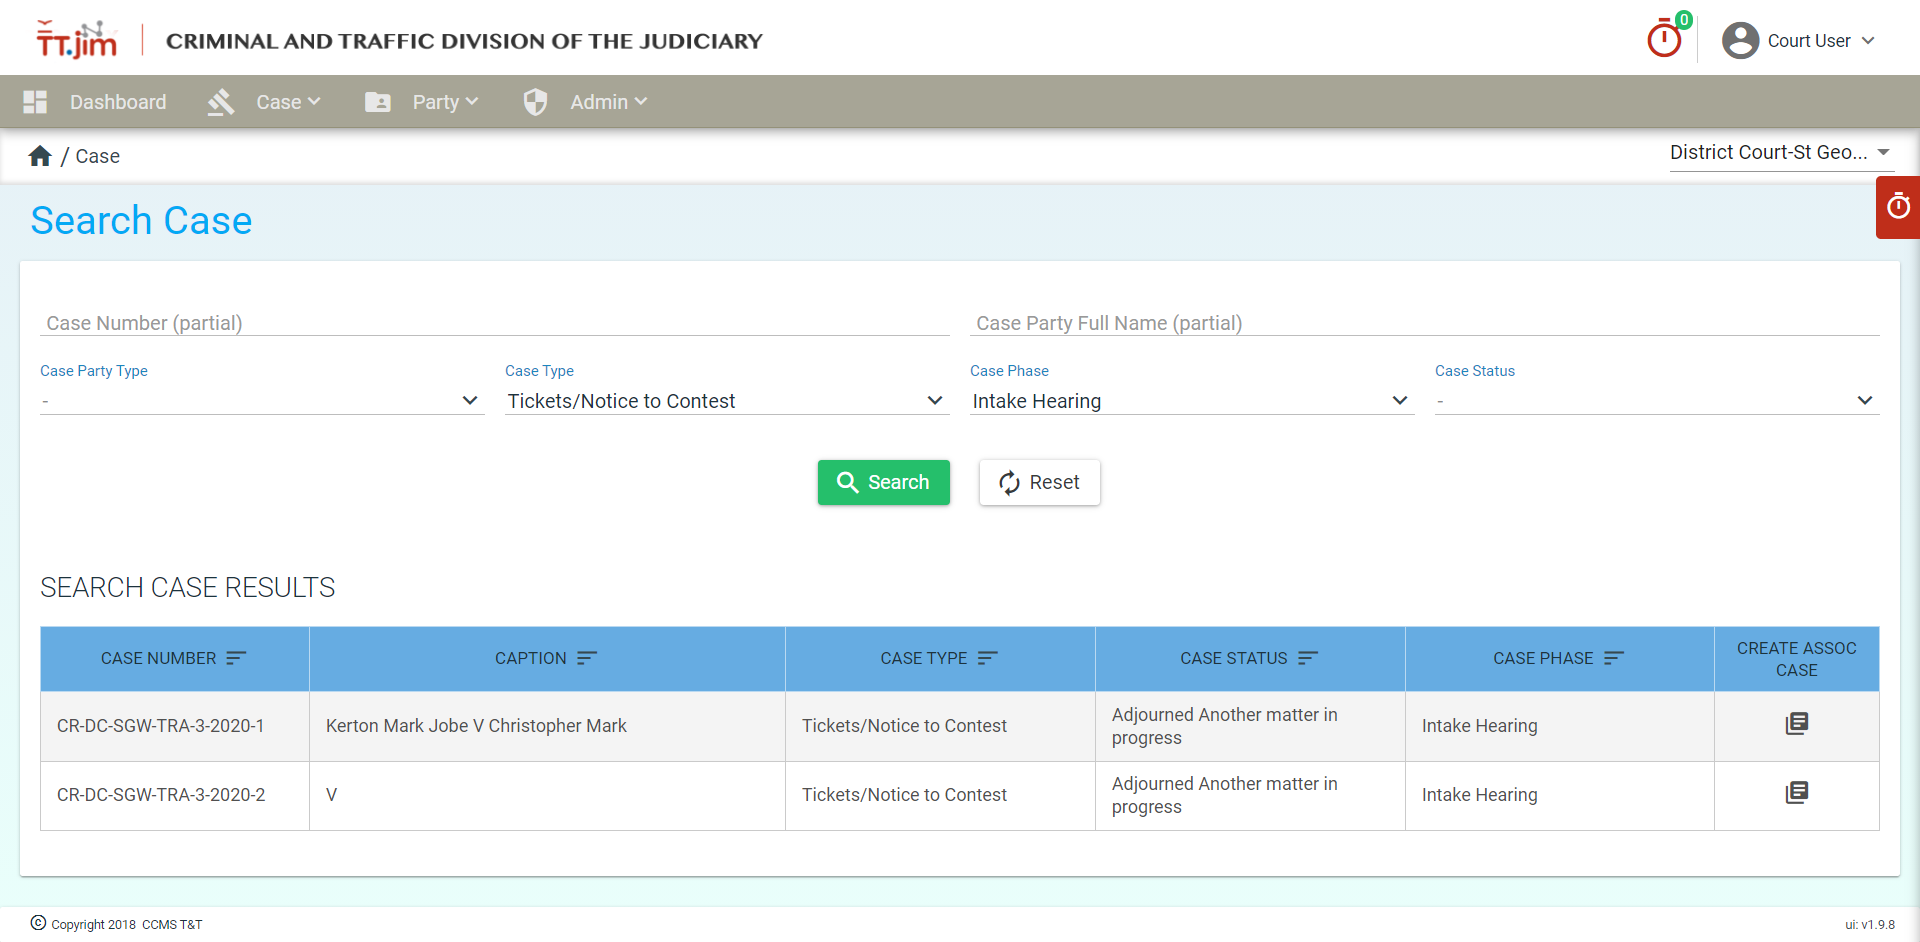 TT.jim
CRIMINAL AND TRAFFIC DIVISION OF THE JUDICIARY
0
Court User
Dashboard
Case
Party
Admin
/ Case
District Court-St Geo...
Search Case
Case Number (partial)
Case Party Full Name (partial)
Case Party Type
Case Type
Case Phase
Case Status
-
Tickets/Notice to Contest
Intake Hearing
-
Search
Reset
SEARCH CASE RESULTS
CASE NUMBER
CAPTION
CASE TYPE
CASE STATUS
CASE PHASE
CREATE ASSOC
CASE
CR-DC-SGW-TRA-3-2020-1
Kerton Mark Jobe V Christopher Mark
Tickets/Notice to Contest
Adjourned Another matter in
progress
Intake Hearing
CR-DC-SGW-TRA-3-2020-2
V
Tickets/Notice to Contest
Adjourned Another matter in
progress
Intake Hearing
© Copyright 2018 CCMS T&T
ui: v1.9.8